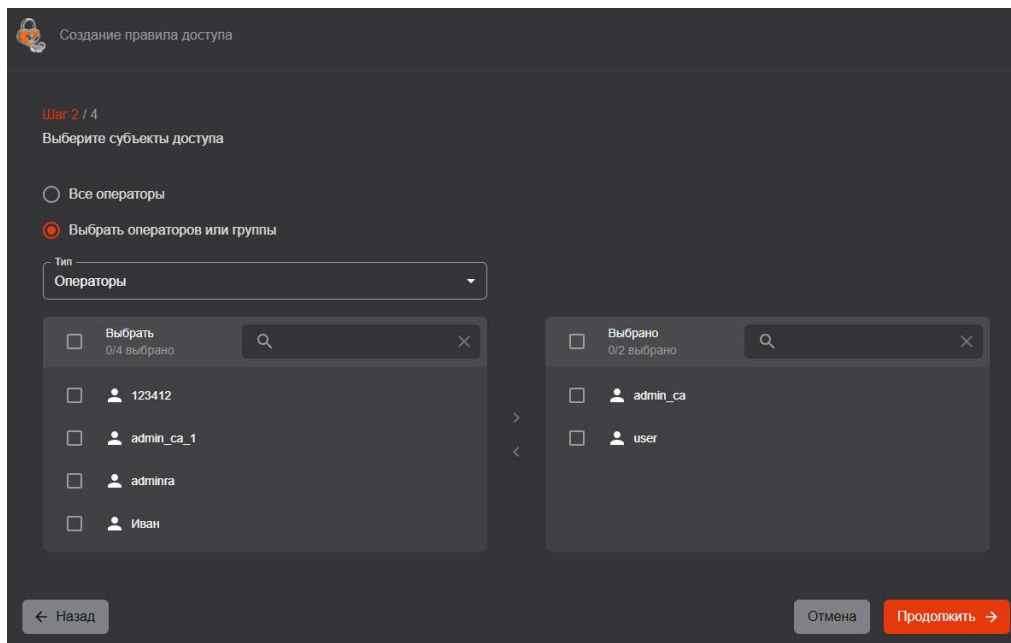 Создание правила доступа
Шаг 2 / 4
Выберите субъекты доступа
Все операторы
Выбрать операторов или группы
Тип
Операторы
Выбрать
0/4 выбрано
123412
admin_ca_1
adminra
Иван
Выбрано
0/2 выбрано
admin_ca
user
Назад
Отмена
Продолжить